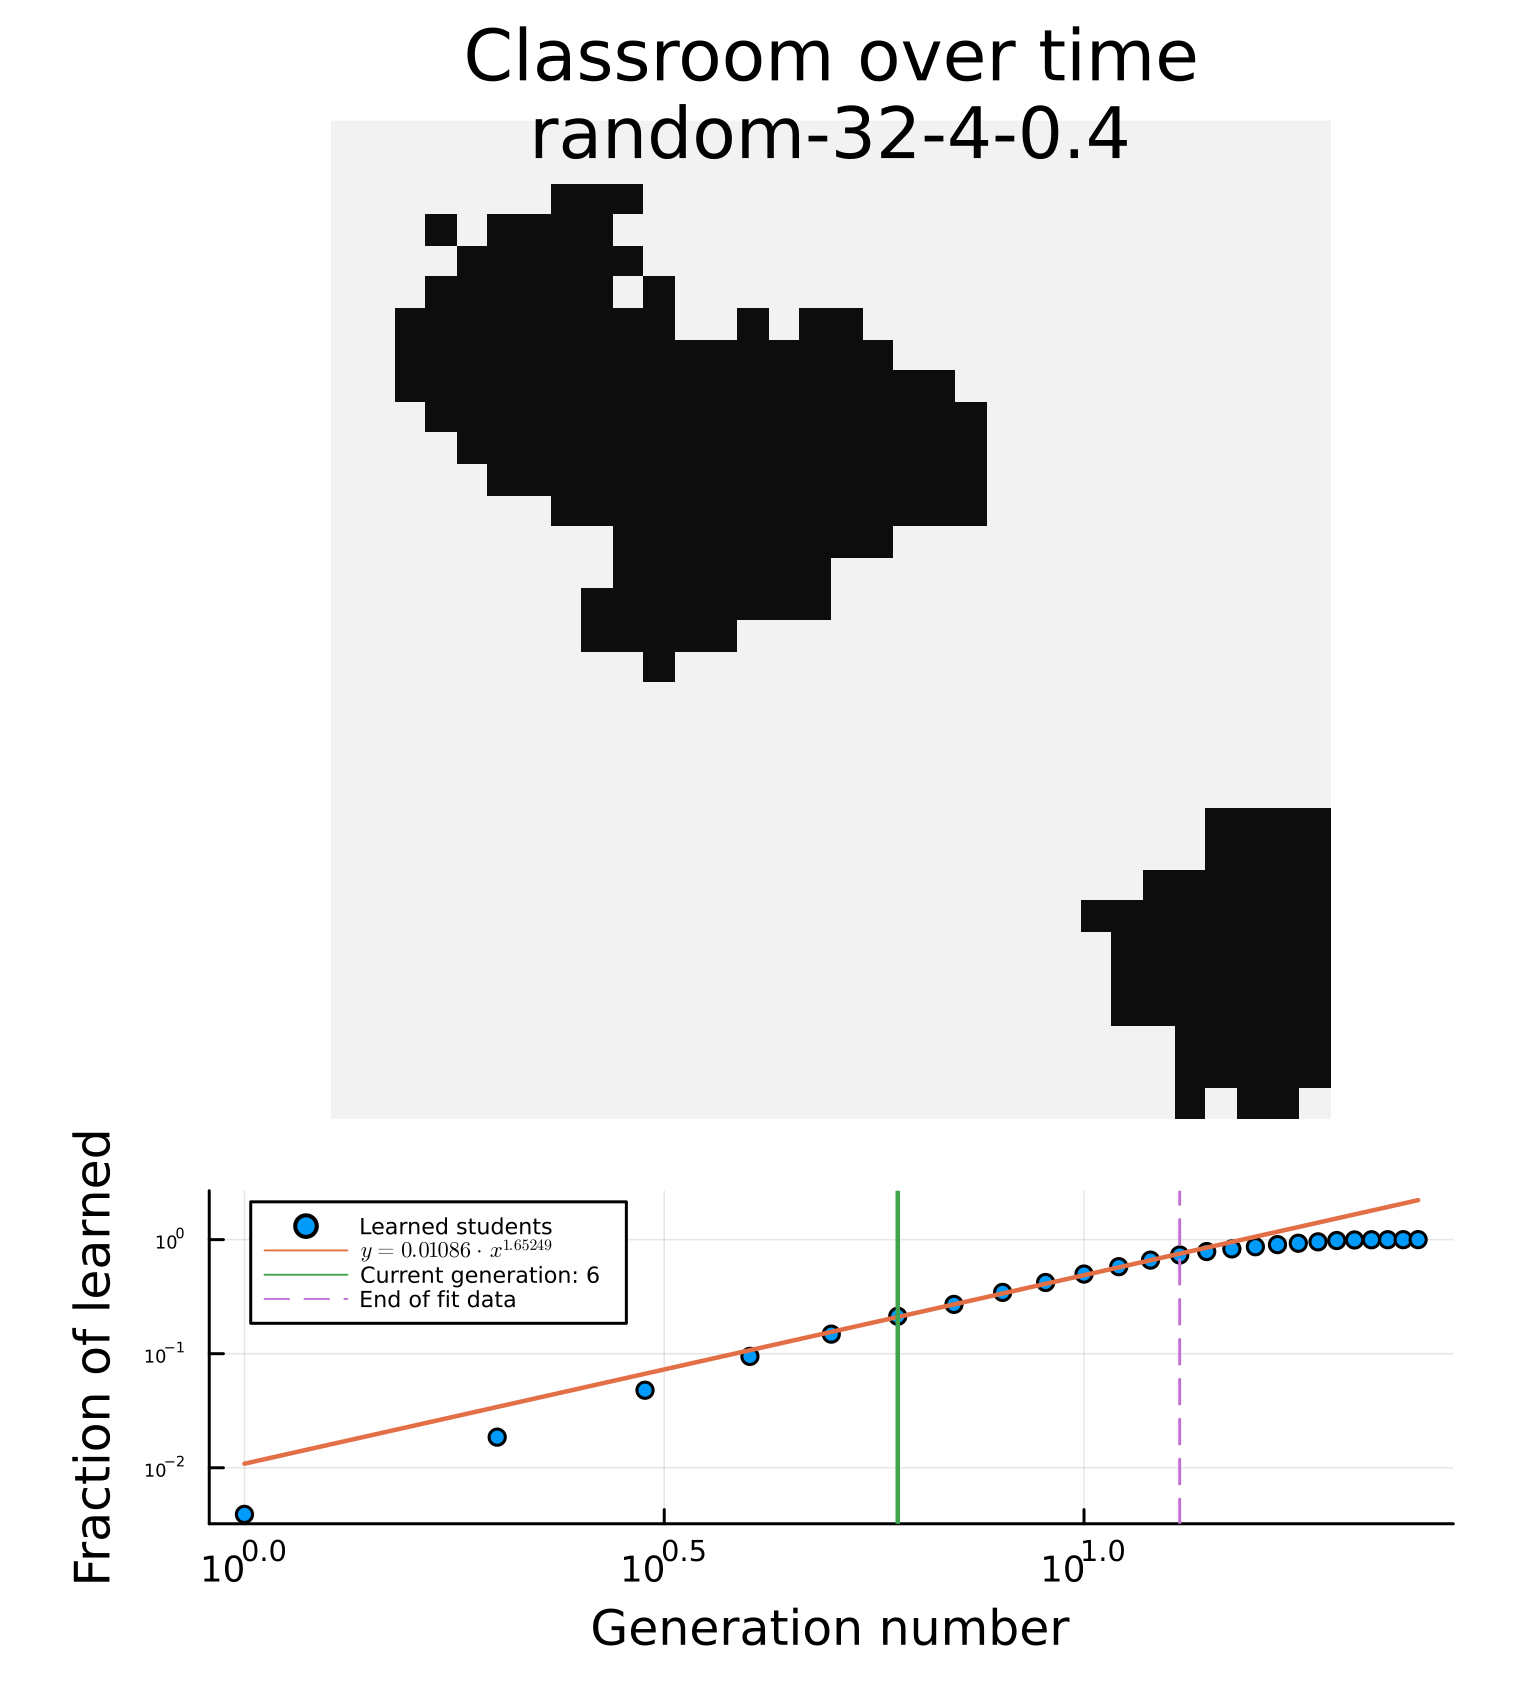 Classroom over time
random-32-4-0.4
Fraction of learned
10⁰
10⁻¹
10⁻²
Learned students
y = 0.01086 · x^1.65249
Current generation: 6
End of fit data
10^0.0
10^0.5
10^1.0
Generation number